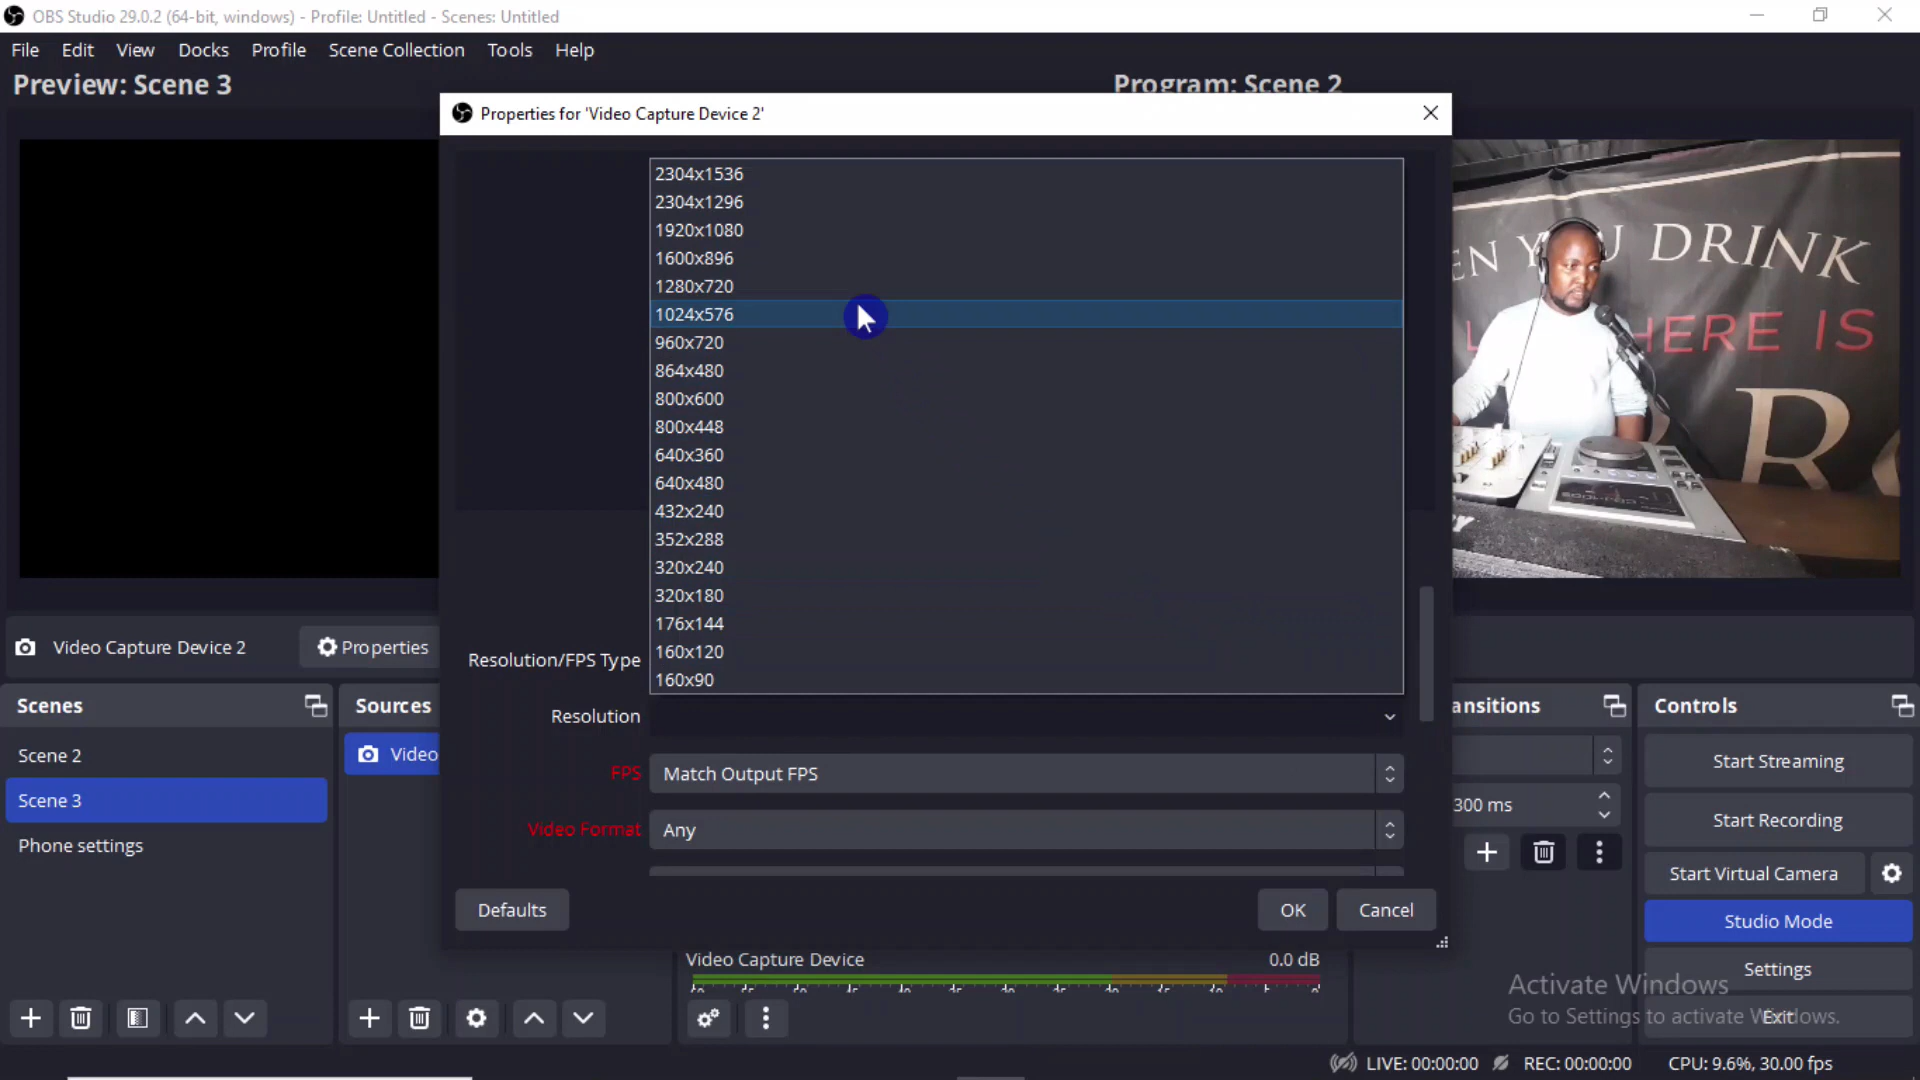 OBS Studio 29.0.2 (64-bit, windows) - Profile: Untitled - Scenes: Untitled
File Edit View Docks Profile Scene Collection Tools Help
Preview: Scene 3
Program: Scene 2
Properties for 'Video Capture Device 2'
2304x1536
2304x1296
1920x1080
1600x896
1280x720
1024x576
960x720
864x480
800x600
800x448
640x360
640x480
432x240
352x288
320x240
320x180
176x144
160x120
160x90
DRINK
HERE IS
R
Video Capture Device 2
Properties
Resolution/FPS Type
Resolution
FPS
Match Output FPS
Video Format
Any
Defaults
OK
Cancel
Scenes
Scene 2
Scene 3
Phone settings
Sources
Video
Video Capture Device
0.0 dB
ansitions
300 ms
Controls
Start Streaming
Start Recording
Start Virtual Camera
Studio Mode
Settings
Exit
Activate Windows
Go to Settings to activate Windows.
LIVE: 00:00:00
REC: 00:00:00
CPU: 9.6%, 30.00 fps